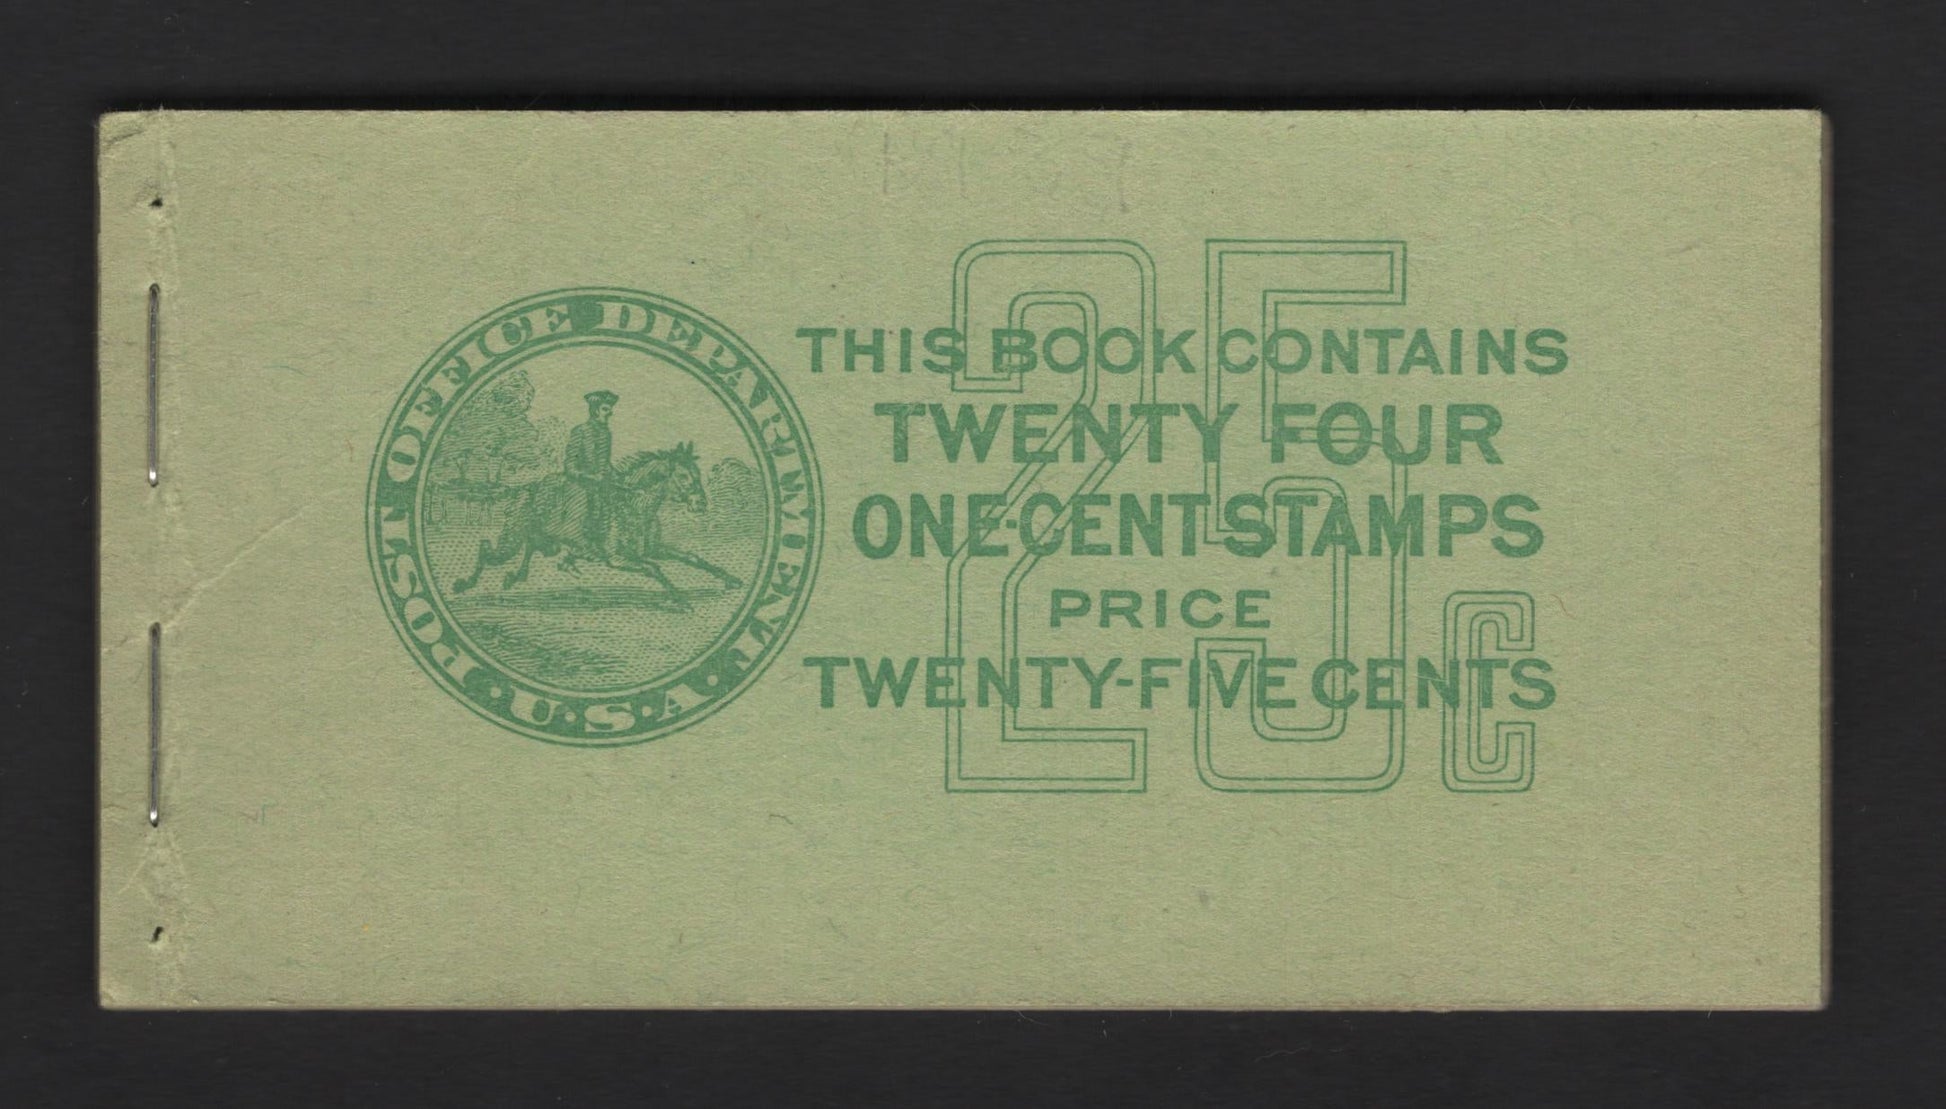 POST OFFICE DEPARTMENT
U.S.A.
25c
THIS BOOK CONTAINS
TWENTY FOUR
ONE-CENT STAMPS
PRICE
TWENTY-FIVE CENTS